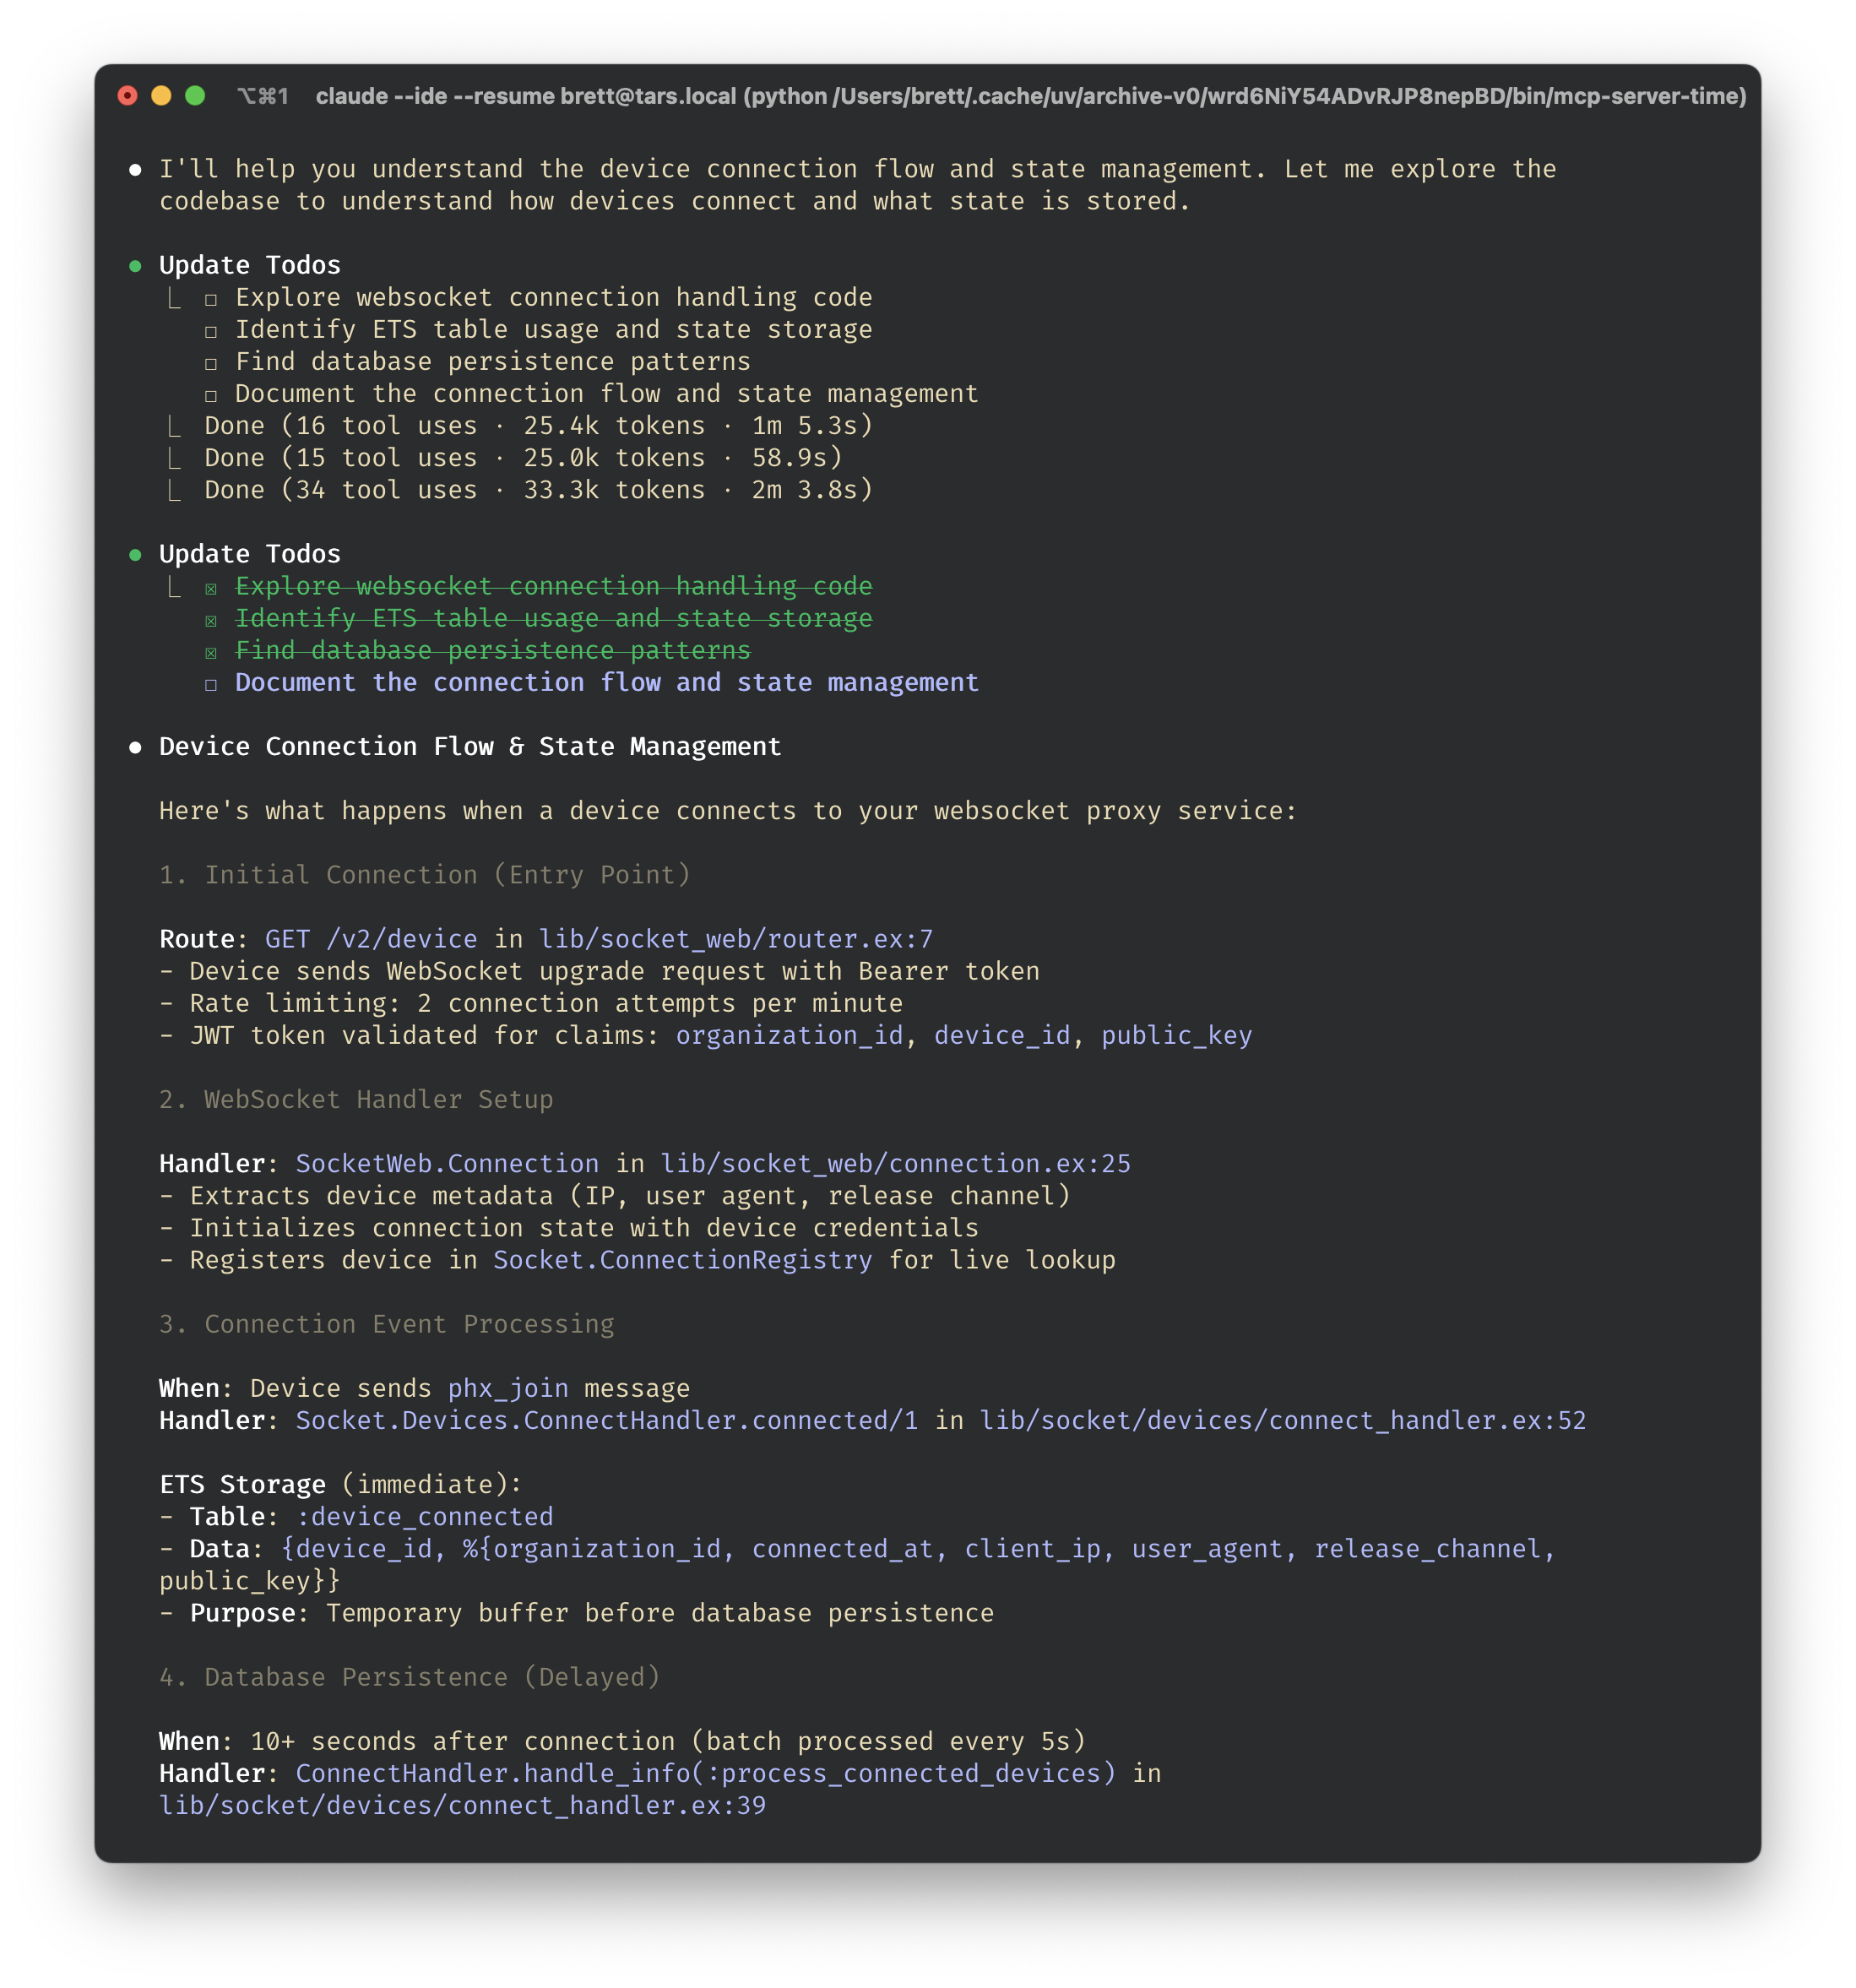 ⌥⌘1 claude --ide --resume brett@tars.local (python /Users/brett/.cache/uv/archive-v0/wrd6NiY54ADvRJP8nepBD/bin/mcp-server-time)
● I'll help you understand the device connection flow and state management. Let me explore the
codebase to understand how devices connect and what state is stored.
● Update Todos
⎿ ☐ Explore websocket connection handling code
☐ Identify ETS table usage and state storage
☐ Find database persistence patterns
☐ Document the connection flow and state management
⎿ Done (16 tool uses · 25.4k tokens · 1m 5.3s)
⎿ Done (15 tool uses · 25.0k tokens · 58.9s)
⎿ Done (34 tool uses · 33.3k tokens · 2m 3.8s)
● Update Todos
⎿ ☒ Explore websocket connection handling code
☒ Identify ETS table usage and state storage
☒ Find database persistence patterns
☐ Document the connection flow and state management
● Device Connection Flow & State Management
Here's what happens when a device connects to your websocket proxy service:
1. Initial Connection (Entry Point)
Route: GET /v2/device in lib/socket_web/router.ex:7
- Device sends WebSocket upgrade request with Bearer token
- Rate limiting: 2 connection attempts per minute
- JWT token validated for claims: organization_id, device_id, public_key
2. WebSocket Handler Setup
Handler: SocketWeb.Connection in lib/socket_web/connection.ex:25
- Extracts device metadata (IP, user agent, release channel)
- Initializes connection state with device credentials
- Registers device in Socket.ConnectionRegistry for live lookup
3. Connection Event Processing
When: Device sends phx_join message
Handler: Socket.Devices.ConnectHandler.connected/1 in lib/socket/devices/connect_handler.ex:52
ETS Storage (immediate):
- Table: :device_connected
- Data: {device_id, %{organization_id, connected_at, client_ip, user_agent, release_channel,
public_key}}
- Purpose: Temporary buffer before database persistence
4. Database Persistence (Delayed)
When: 10+ seconds after connection (batch processed every 5s)
Handler: ConnectHandler.handle_info(:process_connected_devices) in
lib/socket/devices/connect_handler.ex:39